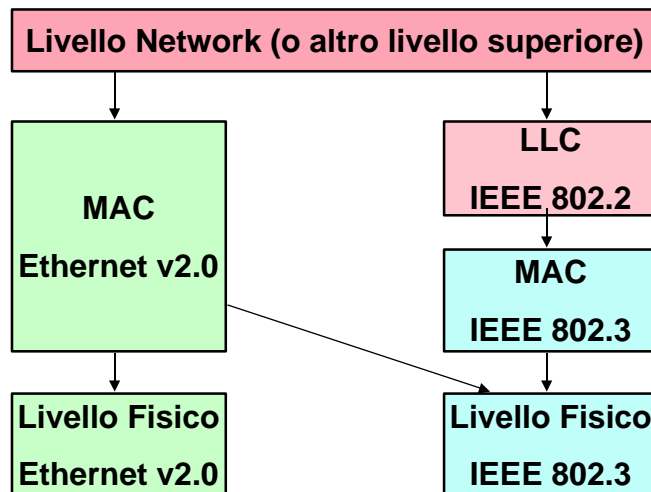 Livello Network (o altro livello superiore)
MAC
Ethernet v2.0
LLC
IEEE 802.2
MAC
IEEE 802.3
Livello Fisico
Ethernet v2.0
Livello Fisico
IEEE 802.3